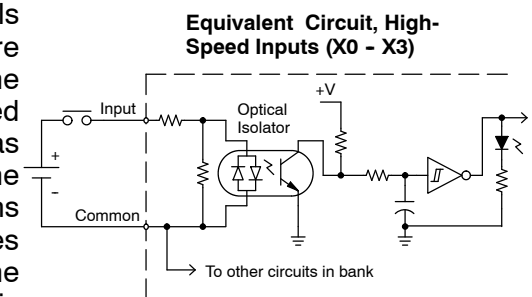 Equivalent Circuit, High-
Speed Inputs (X0 - X3)
+V
Input
Optical
Isolator
+
-
Common
To other circuits in bank